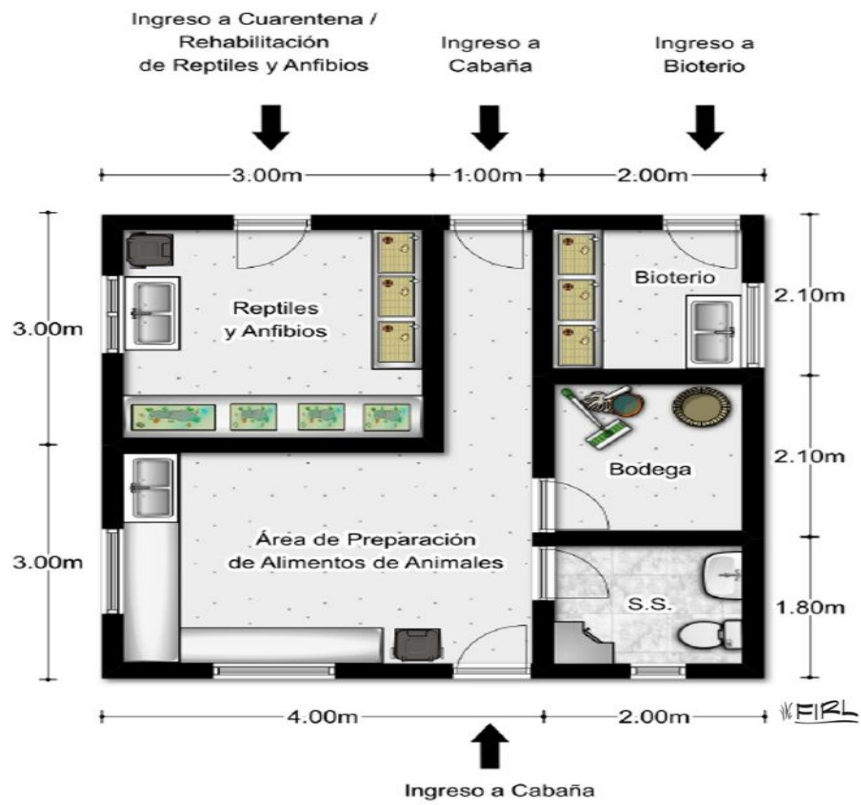 Ingreso a Cuarentena /
Rehabilitación
de Reptiles y Anfibios
Ingreso a
Cabaña
Ingreso a
Bioterio
3.00m
1.00m
2.00m
3.00m
3.00m
Reptiles
y Anfibios
Bioterio
2.10m
2.10m
1.80m
Bodega
Área de Preparación
de Alimentos de Animales
S.S.
4.00m
2.00m
FIRL
Ingreso a Cabaña